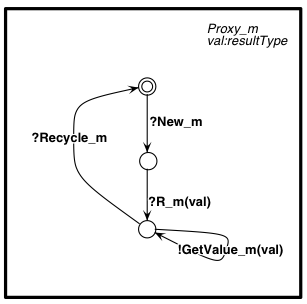 Proxy_m
val:resultType
?New_m
?Recycle_m
?R_m(val)
!GetValue_m(val)